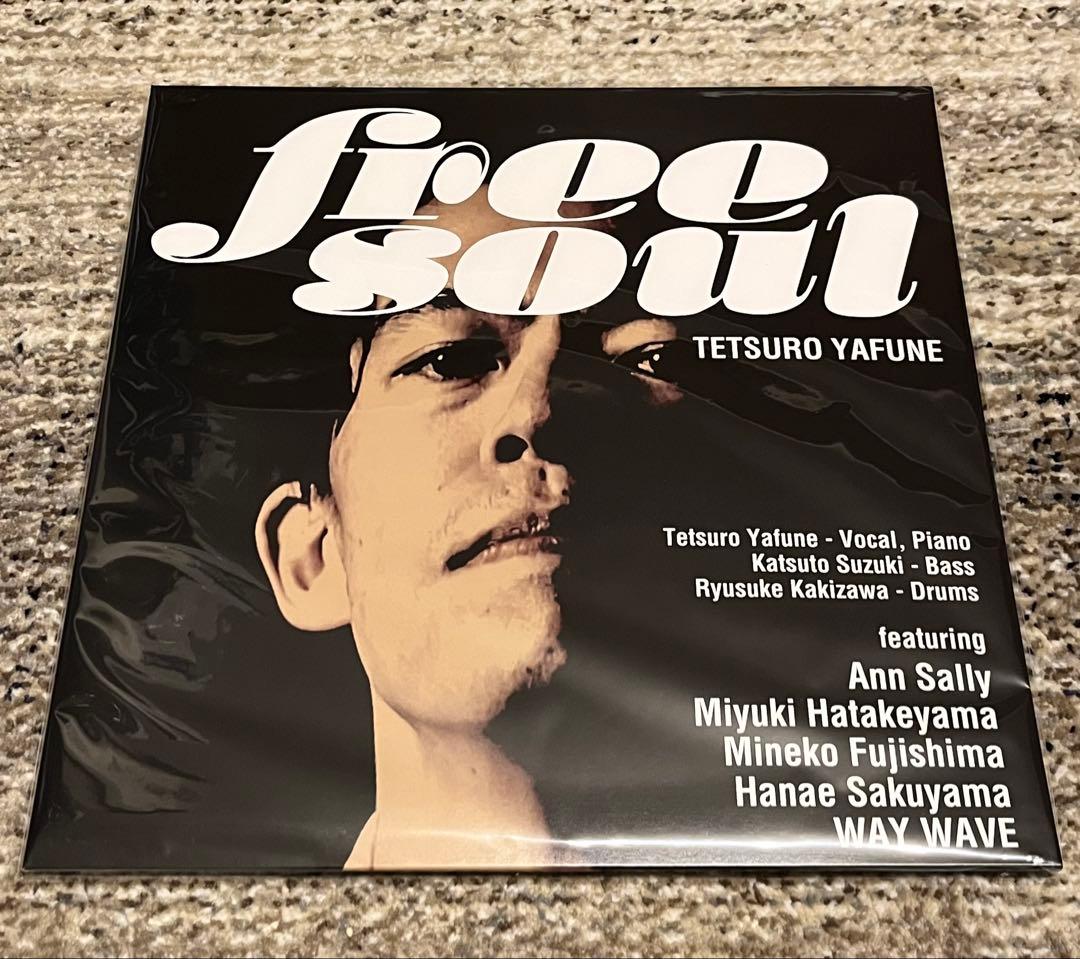 free
soul
TETSURO YAFUNE
Tetsuro Yafune - Vocal, Piano
Katsuto Suzuki - Bass
Ryusuke Kakizawa - Drums
featuring
Ann Sally
Miyuki Hatakeyama
Mineko Fujishima
Hanae Sakuyama
WAY WAVE